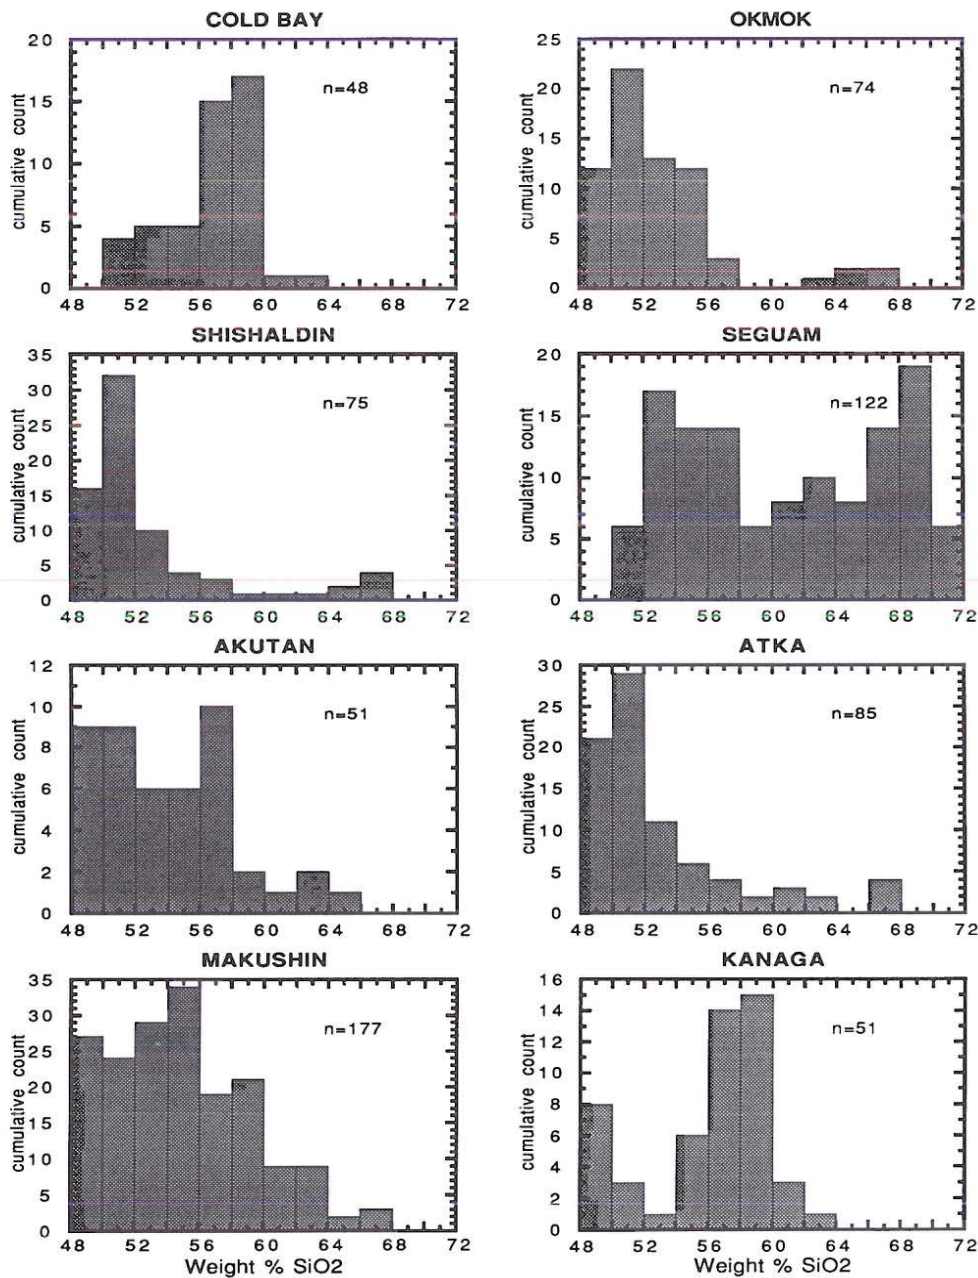 COLD BAY
20
15
10
5
0
cumulative count
n=48
48 52 56 60 64 68 72
OKMOK
25
20
15
10
5
0
cumulative count
n=74
48 52 56 60 64 68 72
SHISHALDIN
35
30
25
20
15
10
5
0
cumulative count
n=75
48 52 56 60 64 68 72
SEGUAM
20
15
10
5
0
cumulative count
n=122
48 52 56 60 64 68 72
AKUTAN
12
10
8
6
4
2
0
cumulative count
n=51
48 52 56 60 64 68 72
ATKA
30
25
20
15
10
5
0
cumulative count
n=85
48 52 56 60 64 68 72
MAKUSHIN
35
30
25
20
15
10
5
0
cumulative count
n=177
48 52 56 60 64 68 72
Weight % SiO2
KANAGA
16
14
12
10
8
6
4
2
0
cumulative count
n=51
48 52 56 60 64 68 72
Weight % SiO2